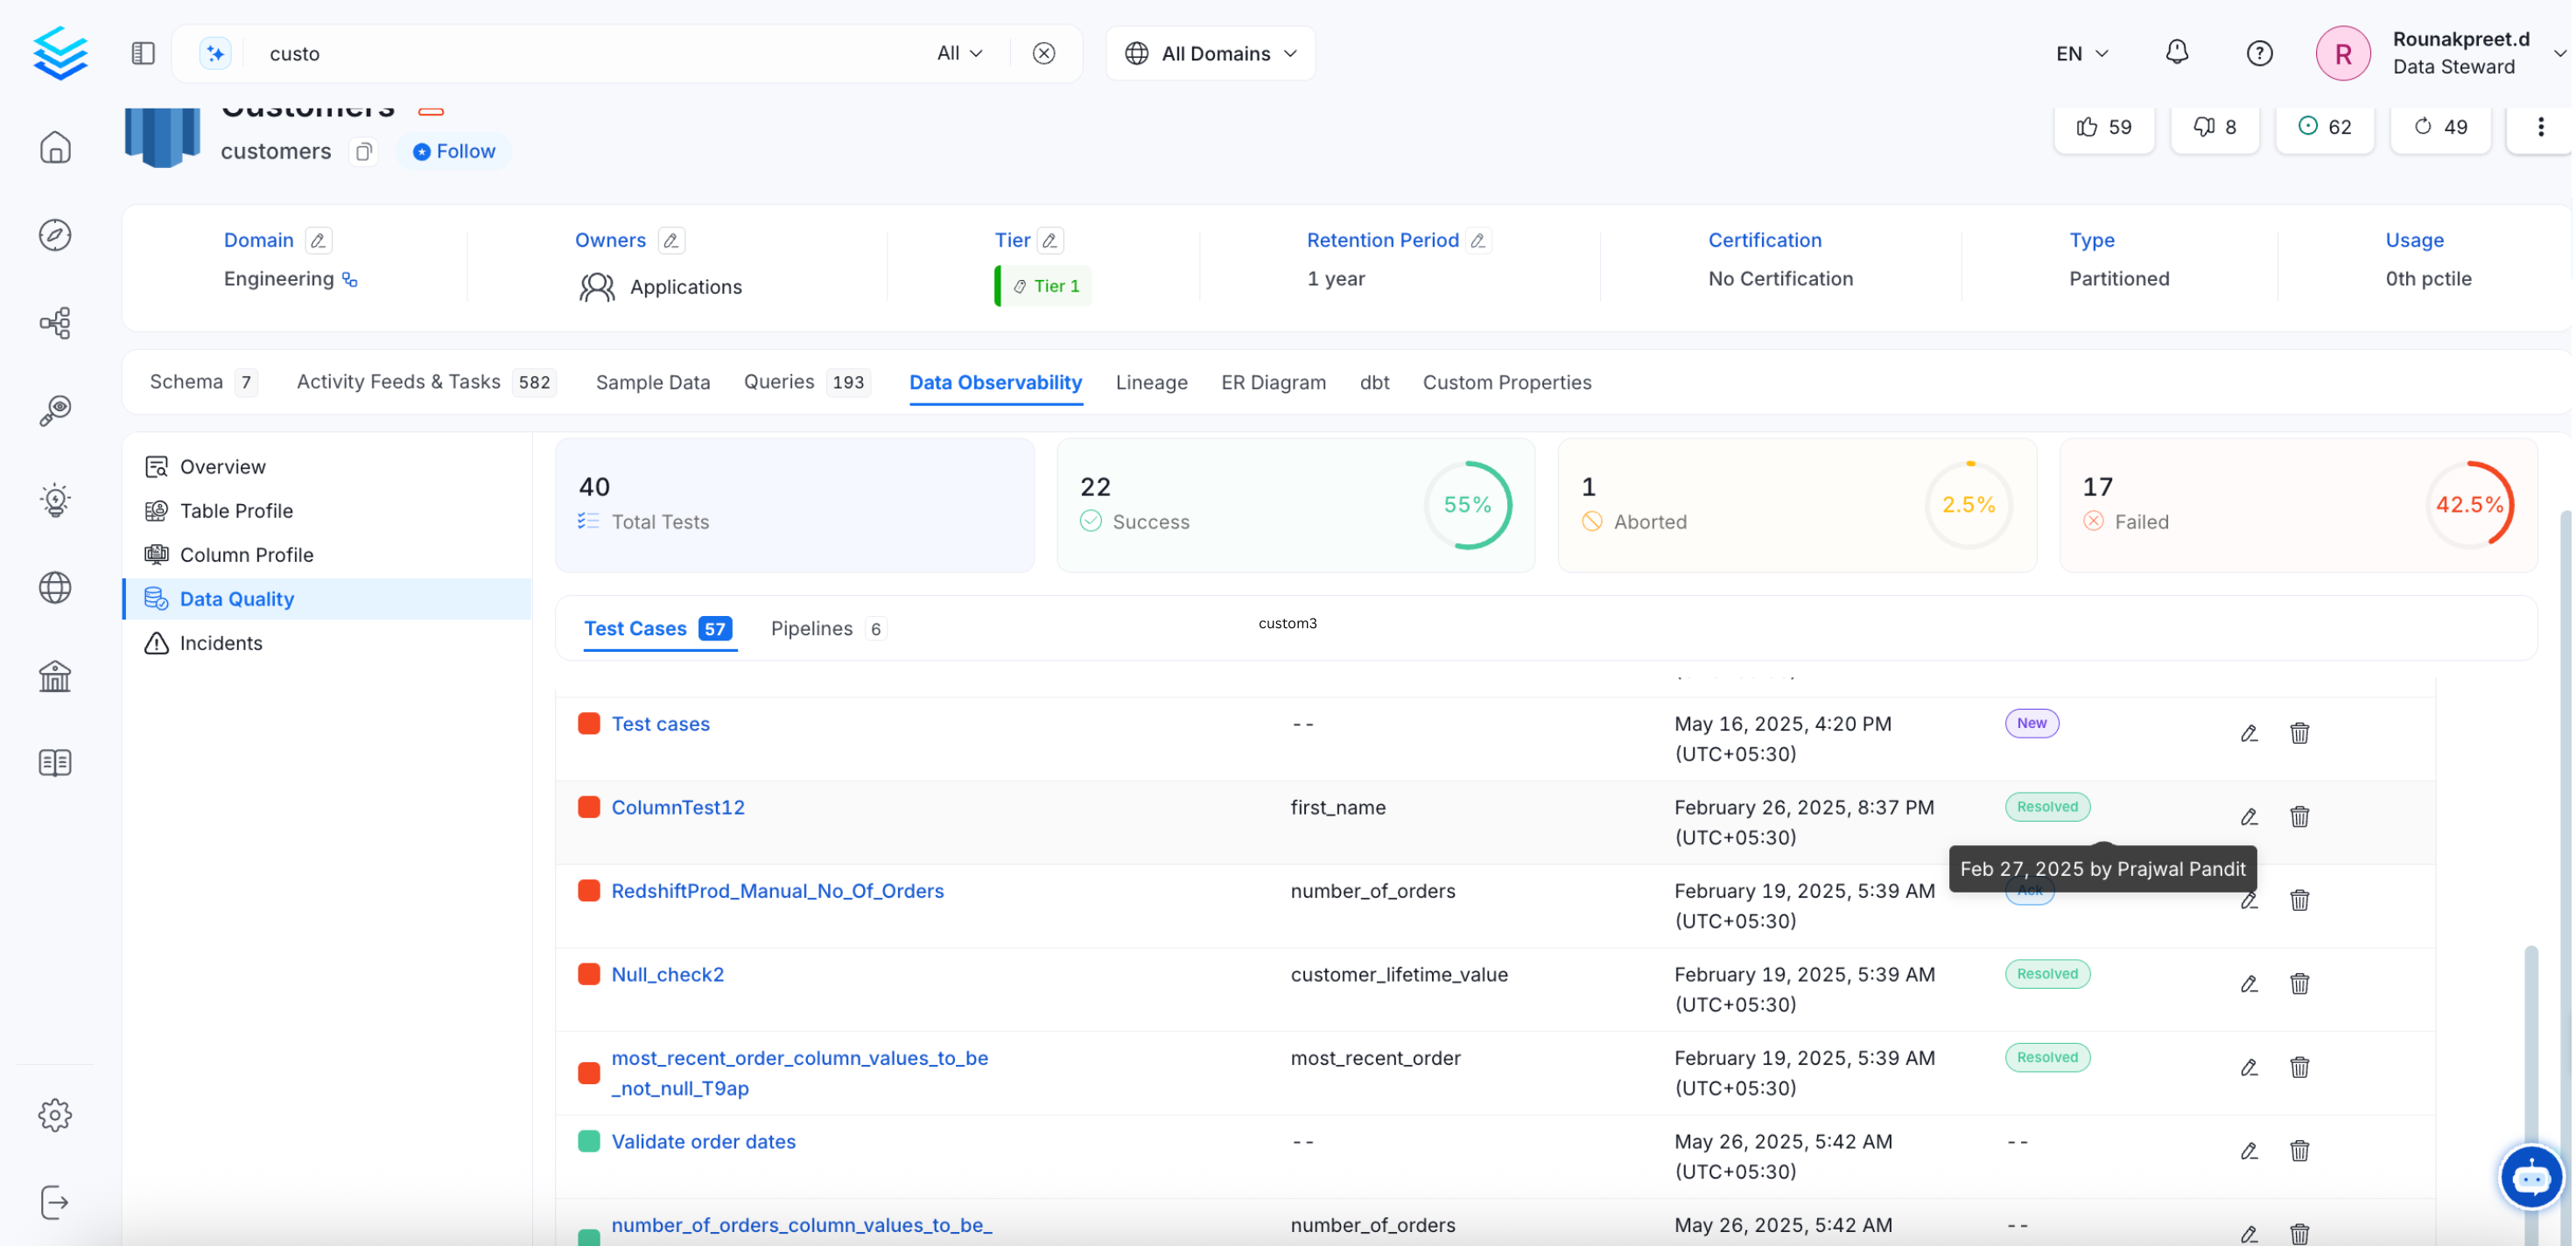 custo
All
All Domains
EN
R
Rounakpreet.d
Data Steward
Customers
customers
Follow
59
8
62
49
Domain
Owners
Tier
Retention Period
Certification
Type
Usage
Engineering
Applications
Tier 1
1 year
No Certification
Partitioned
0th pctile
Schema 7
Activity Feeds & Tasks 582
Sample Data
Queries 193
Data Observability
Lineage
ER Diagram
dbt
Custom Properties
Overview
Table Profile
Column Profile
Data Quality
Incidents
40
Total Tests
22
Success
55%
1
Aborted
2.5%
17
Failed
42.5%
Test Cases 57
Pipelines 6
custom3
Test cases
--
May 16, 2025, 4:20 PM
(UTC+05:30)
New
ColumnTest12
first_name
February 26, 2025, 8:37 PM
(UTC+05:30)
Resolved
Feb 27, 2025 by Prajwal Pandit
RedshiftProd_Manual_No_Of_Orders
number_of_orders
February 19, 2025, 5:39 AM
(UTC+05:30)
Ack
Null_check2
customer_lifetime_value
February 19, 2025, 5:39 AM
(UTC+05:30)
Resolved
most_recent_order_column_values_to_be
_not_null_T9ap
most_recent_order
February 19, 2025, 5:39 AM
(UTC+05:30)
Resolved
Validate order dates
--
May 26, 2025, 5:42 AM
(UTC+05:30)
--
number_of_orders_column_values_to_be_
number_of_orders
May 26, 2025, 5:42 AM
--